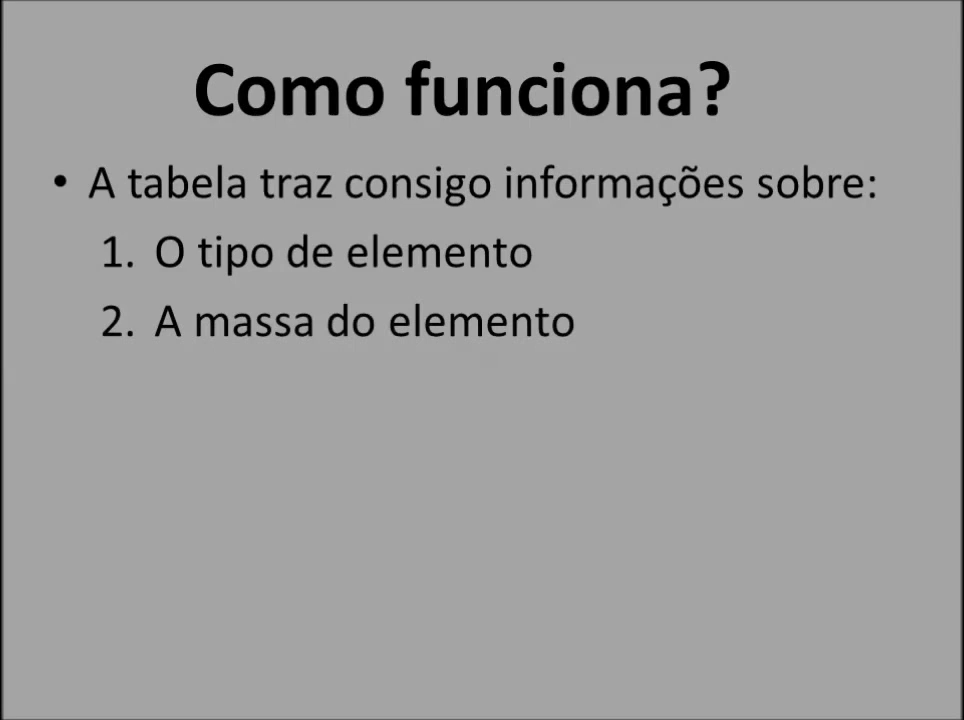 Como funciona?
• A tabela traz consigo informações sobre:
1. O tipo de elemento
2. A massa do elemento